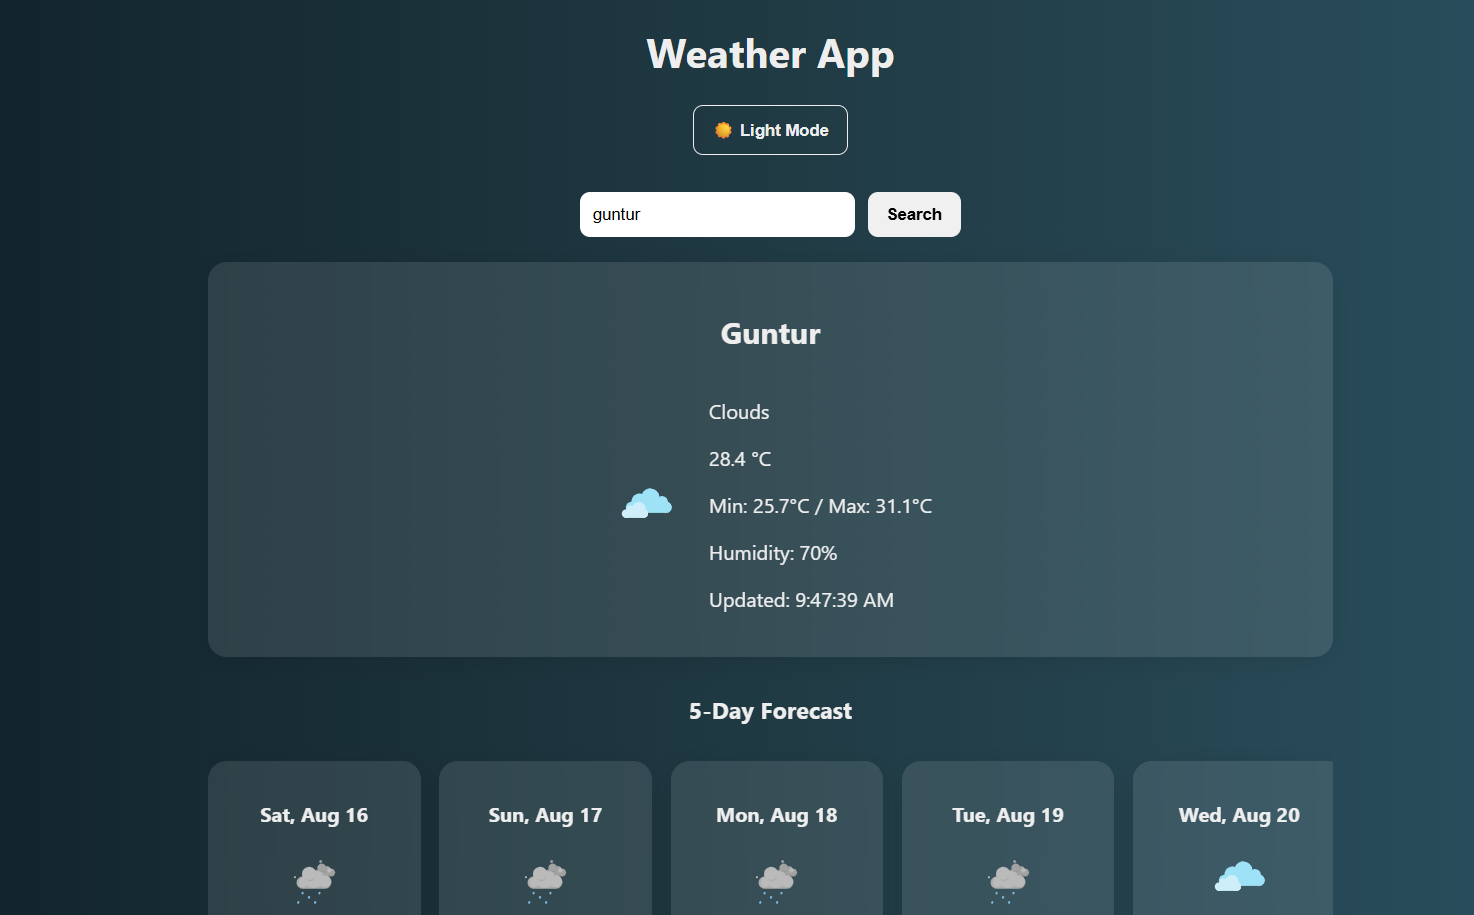 Weather App
Light Mode
guntur
Search
Guntur
Clouds
28.4 °C
Min: 25.7°C / Max: 31.1°C
Humidity: 70%
Updated: 9:47:39 AM
5-Day Forecast
Sat, Aug 16
Sun, Aug 17
Mon, Aug 18
Tue, Aug 19
Wed, Aug 20